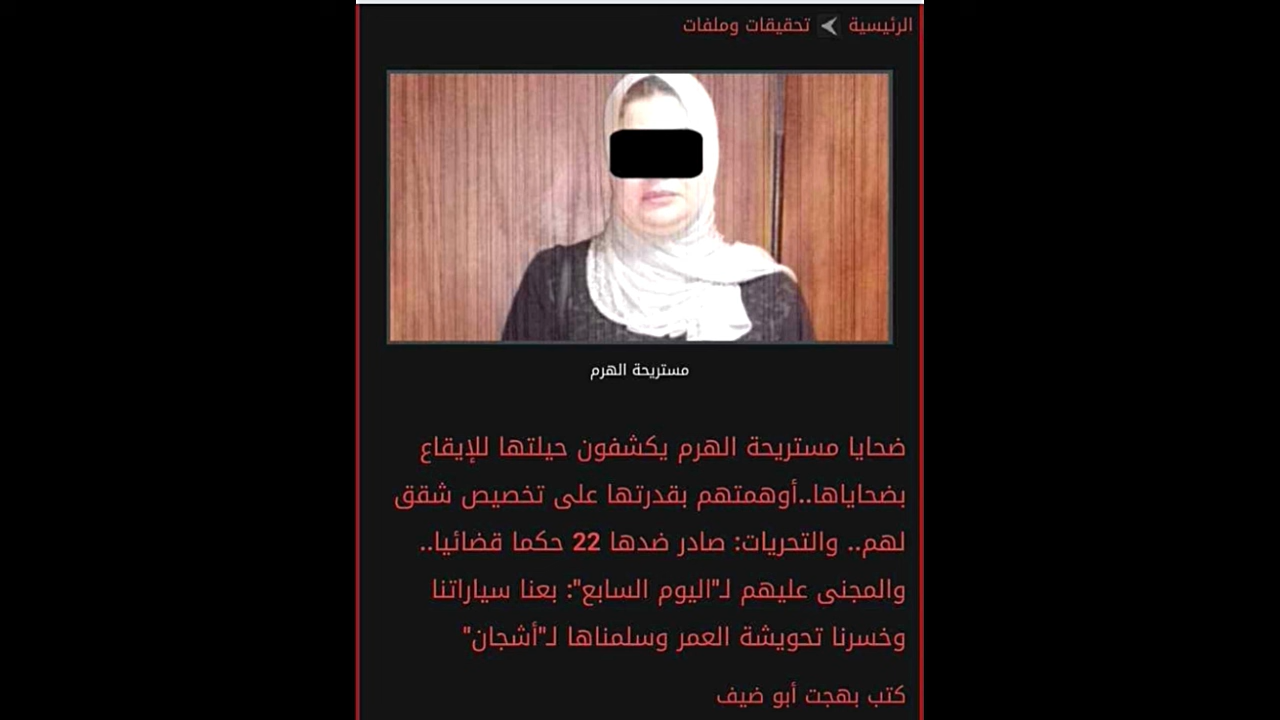 الرئيسية تحقيقات وملفات
مستريحة الهرم
ضحايا مستريحة الهرم يكشفون حيلتها للإيقاع
بضحاياها..أوهمتهم بقدرتها على تخصيص شقق
لهم.. والتحريات: صادر ضدها 22 حكما قضائيا..
والمجنى عليهم لـ"اليوم السابع": بعنا سياراتنا
وخسرنا تحويشة العمر وسلمناها لـ"أشجان"
كتب بهجت أبو ضيف